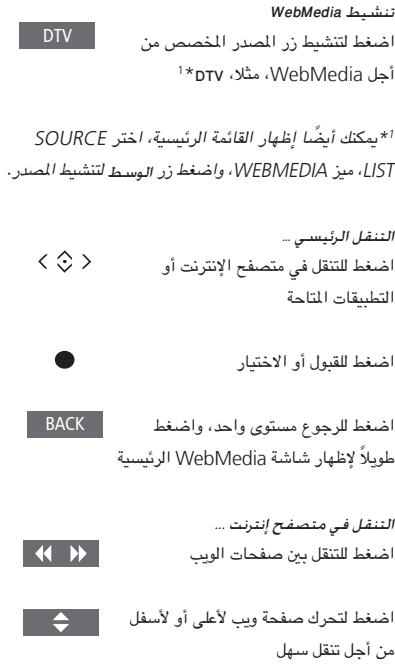 تنشيط WebMedia
DTV
اضغط لتنشيط زر المصدر المخصص من
أجل WebMedia، مثلا، DTV*1
1*يمكنك أيضًا إظهار القائمة الرئيسية، اختر SOURCE
LIST، ميز WEBMEDIA، واضغط زر الوسط لتنشيط المصدر.
التنقل الرئيسي ...
اضغط للتنقل في متصفح الإنترنت أو
التطبيقات المتاحة
اضغط للقبول أو الاختيار
BACK
اضغط للرجوع مستوى واحد، واضغط
طويلاً لإظهار شاشة WebMedia الرئيسية
التنقل في متصفح إنترنت ...
اضغط للتنقل بين صفحات الويب
اضغط لتحرك صفحة ويب لأعلى أو لأسفل
من أجل تنقل سهل